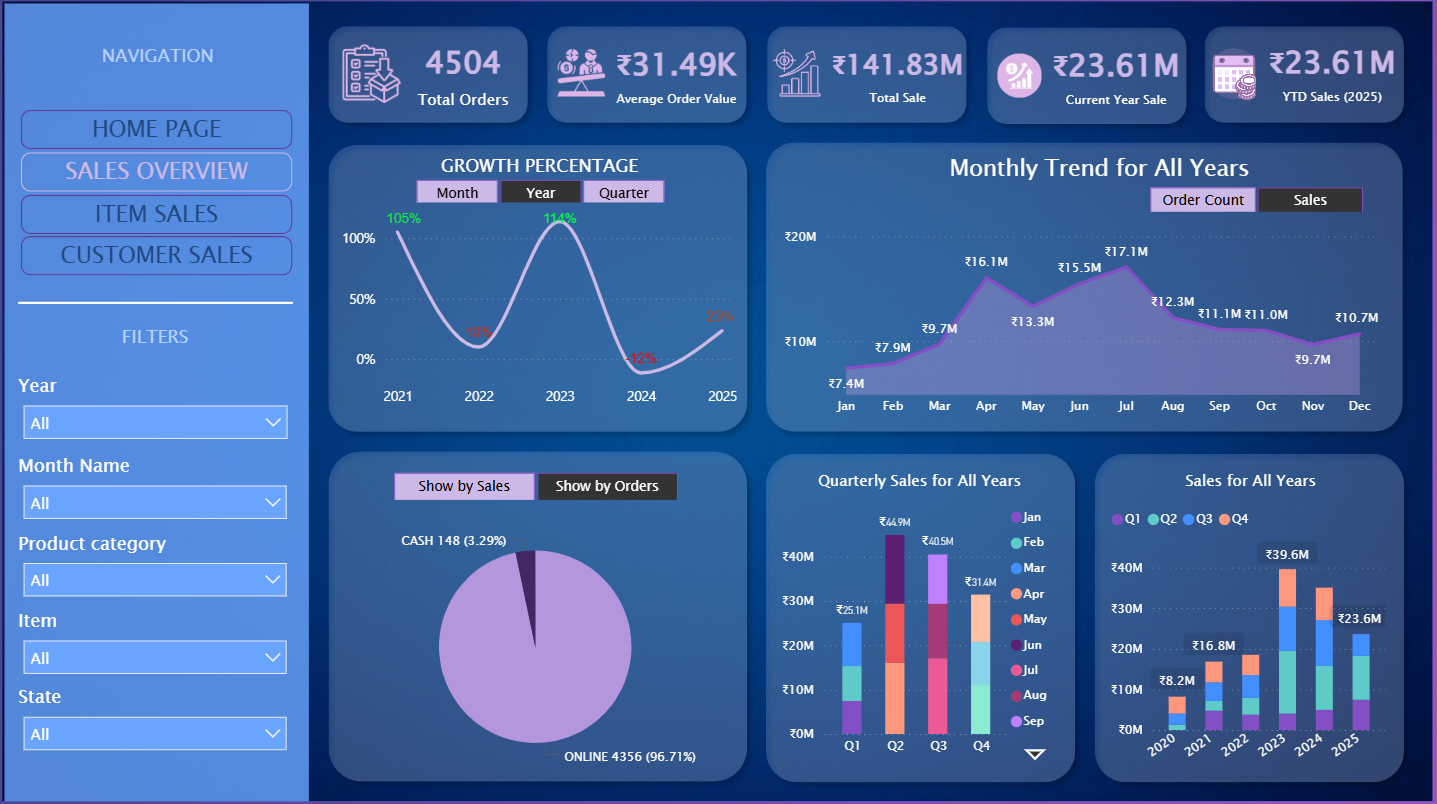 NAVIGATION
HOME PAGE
SALES OVERVIEW
ITEM SALES
CUSTOMER SALES
FILTERS
Year
All
Month Name
All
Product category
All
Item
All
State
All
4504
Total Orders
₹31.49K
Average Order Value
₹141.83M
Total Sale
₹23.61M
Current Year Sale
₹23.61M
YTD Sales (2025)
GROWTH PERCENTAGE
Month Year Quarter
105% 114%
100%
50%
23%
0%
2021 2022 2023 2024 2025
Monthly Trend for All Years
Order Count Sales
₹20M
₹10M
₹7.4M ₹7.9M ₹9.7M ₹16.1M ₹13.3M ₹15.5M ₹17.1M ₹12.3M ₹11.1M ₹11.0M ₹9.7M ₹10.7M
Jan Feb Mar Apr May Jun Jul Aug Sep Oct Nov Dec
Show by Sales Show by Orders
CASH 148 (3.29%)
ONLINE 4356 (96.71%)
Quarterly Sales for All Years
₹40M
₹30M
₹20M
₹10M
₹0M
₹25.1M ₹44.9M ₹40.5M ₹31.4M
Q1 Q2 Q3 Q4
Jan
Feb
Mar
Apr
May
Jun
Jul
Aug
Sep
Sales for All Years
Q1 Q2 Q3 Q4
₹40M
₹30M
₹20M
₹10M
₹0M
₹8.2M ₹16.8M ₹39.6M ₹23.6M
2020 2021 2022 2023 2024 2025